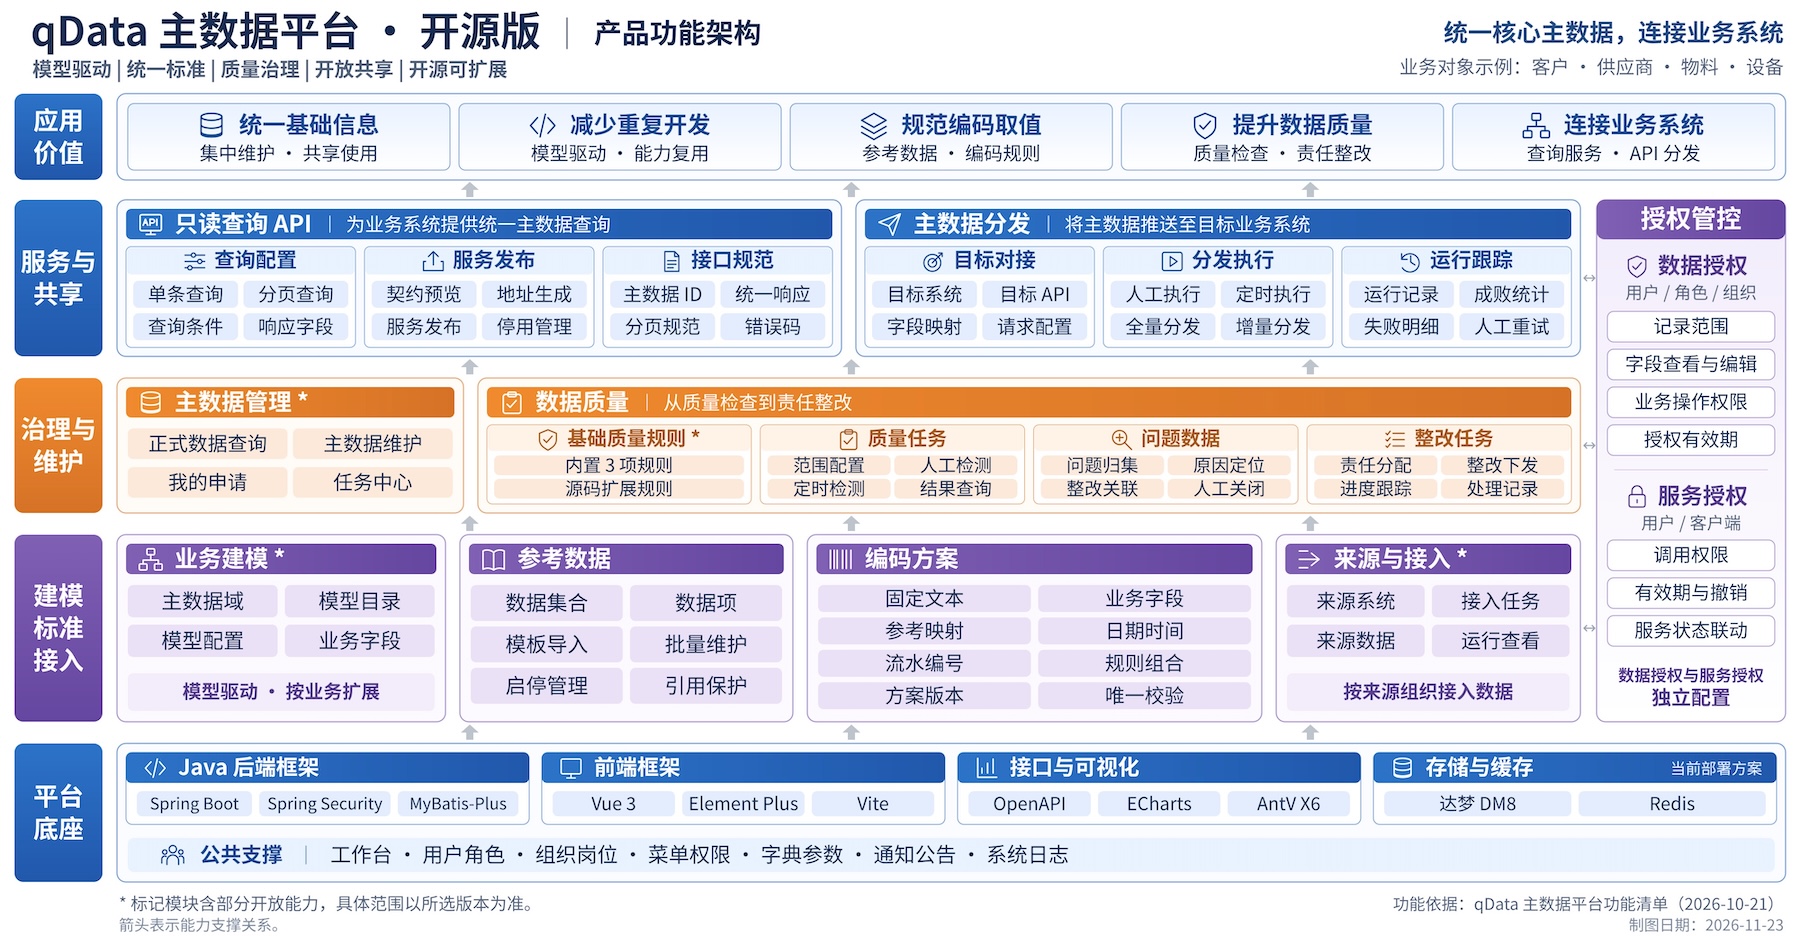 qData 主数据平台 · 开源版 | 产品功能架构
模型驱动 | 统一标准 | 质量治理 | 开放共享 | 开源可扩展
统一核心主数据，连接业务系统
业务对象示例：客户 · 供应商 · 物料 · 设备
应用
价值
统一基础信息
集中维护 · 共享使用
减少重复开发
模型驱动 · 能力复用
规范编码取值
参考数据 · 编码规则
提升数据质量
质量检查 · 责任整改
连接业务系统
查询服务 · API 分发
服务与
共享
API
只读查询 API | 为业务系统提供统一主数据查询
查询配置
单条查询 分页查询
查询条件 响应字段
服务发布
契约预览 地址生成
服务发布 停用管理
接口规范
主数据 ID 统一响应
分页规范 错误码
主数据分发 | 将主数据推送至目标业务系统
目标对接
目标系统 目标 API
字段映射 请求配置
分发执行
人工执行 定时执行
全量分发 增量分发
运行跟踪
运行记录 成败统计
失败明细 人工重试
授权管控
数据授权
用户 / 角色 / 组织
记录范围
字段查看与编辑
业务操作权限
授权有效期
服务授权
用户 / 客户端
调用权限
有效期与撤销
服务状态联动
数据授权与服务授权
独立配置
治理与
维护
主数据管理 *
正式数据查询 主数据维护
我的申请 任务中心
数据质量 | 从质量检查到责任整改
基础质量规则 *
内置 3 项规则
源码扩展规则
质量任务
范围配置 人工检测
定时检测 结果查询
问题数据
问题归集 原因定位
整改关联 人工关闭
整改任务
责任分配 整改下发
进度跟踪 处理记录
建模
标准
接入
业务建模 *
主数据域 模型目录
模型配置 业务字段
模型驱动 · 按业务扩展
参考数据
数据集合 数据项
模板导入 批量维护
启停管理 引用保护
编码方案
固定文本 业务字段
参考映射 日期时间
流水编号 规则组合
方案版本 唯一校验
来源与接入 *
来源系统 接入任务
来源数据 运行查看
按来源组织接入数据
平台
底座
Java 后端框架
Spring Boot Spring Security MyBatis-Plus
前端框架
Vue 3 Element Plus Vite
接口与可视化
OpenAPI ECharts AntV X6
存储与缓存 当前部署方案
达梦 DM8 Redis
公共支撑 | 工作台 · 用户角色 · 组织岗位 · 菜单权限 · 字典参数 · 通知公告 · 系统日志
* 标记模块含部分开放能力，具体范围以所选版本为准。
箭头表示能力支撑关系。
功能依据：qData 主数据平台功能清单（2026-10-21）
制图日期：2026-11-23